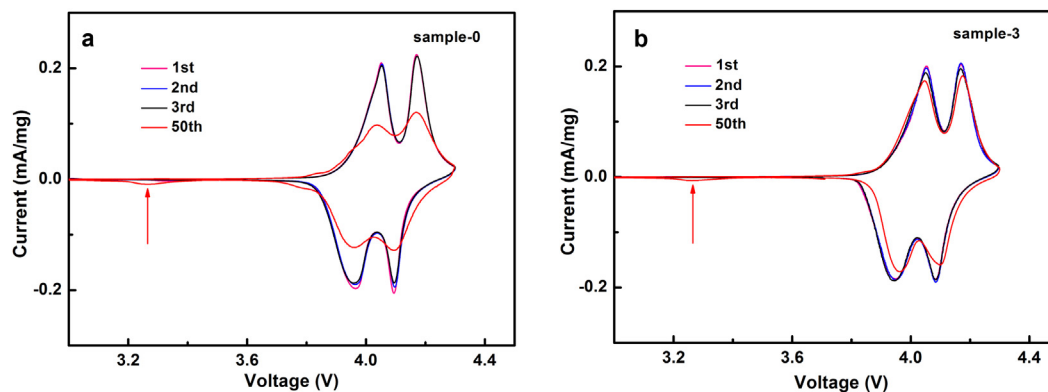 a
sample-0
1st
2nd
3rd
50th
Current (mA/mg)
0.2
0.0
-0.2
3.2
3.6
4.0
4.4
Voltage (V)
b
sample-3
1st
2nd
3rd
50th
Current (mA/mg)
0.2
0.0
-0.2
3.2
3.6
4.0
4.4
Voltage (V)